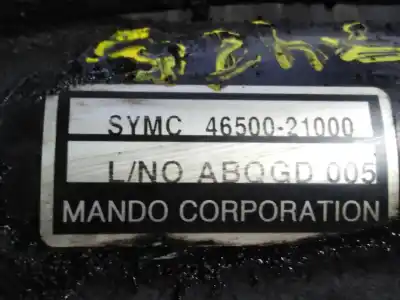 SYMC 46500-21000
L/NO ABQGD 005
MANDO CORPORATION